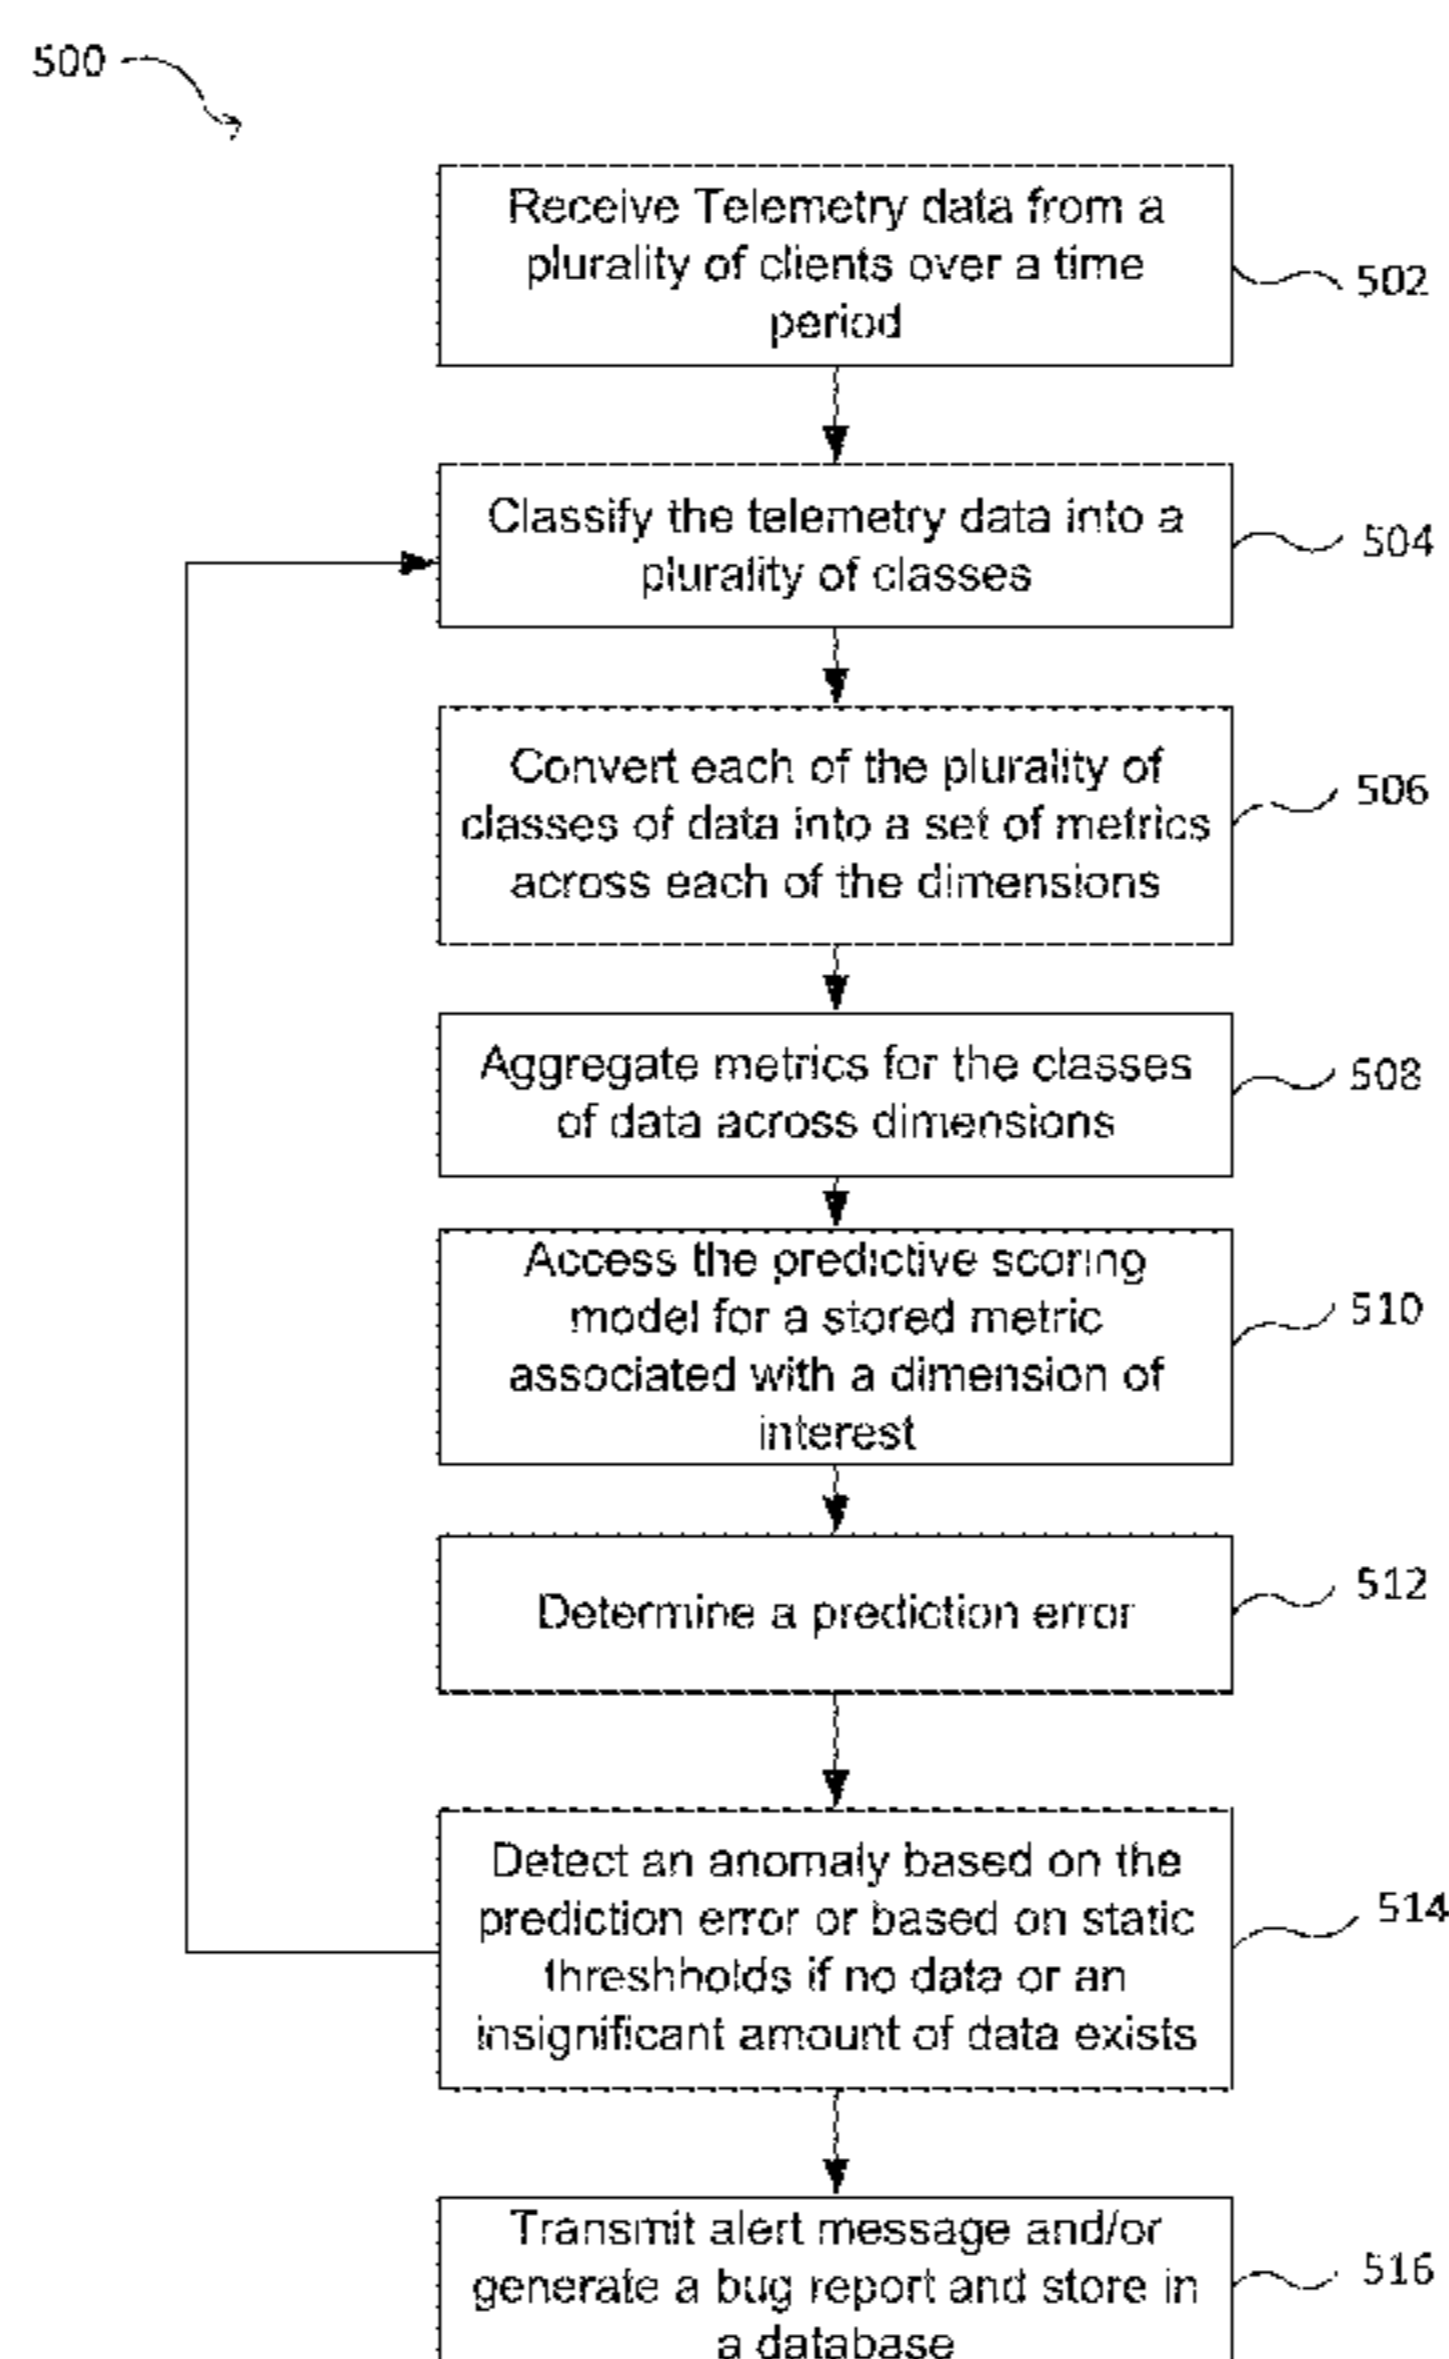 500
Receive Telemetry data from a
plurality of clients over a time
period
502
Classify the telemetry data into a
plurality of classes
504
Convert each of the plurality of
classes of data into a set of metrics
across each of the dimensions
506
Aggregate metrics for the classes
of data across dimensions
508
Access the predictive scoring
model for a stored metric
associated with a dimension of
interest
510
Determine a prediction error
512
Detect an anomaly based on the
prediction error or based on static
threshholds if no data or an
insignificant amount of data exists
514
Transmit alert message and/or
generate a bug report and store in
a database
516